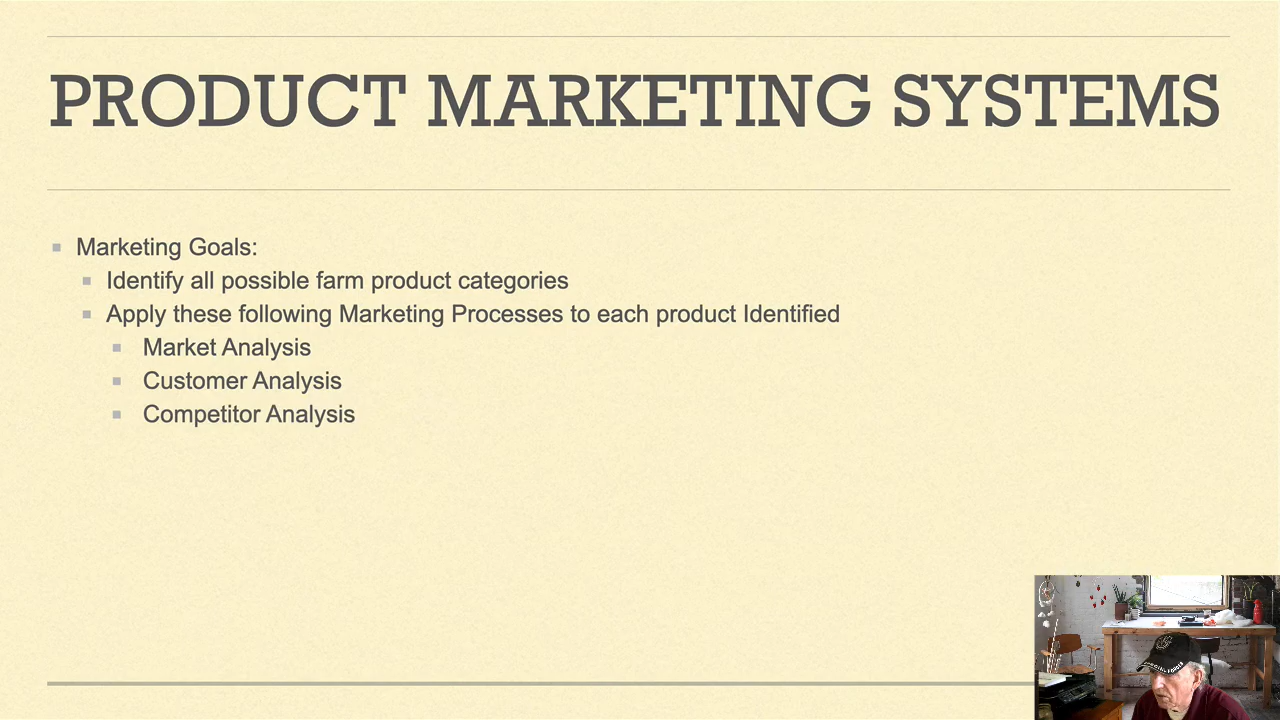 PRODUCT MARKETING SYSTEMS
Marketing Goals:
Identify all possible farm product categories
Apply these following Marketing Processes to each product Identified
Market Analysis
Customer Analysis
Competitor Analysis